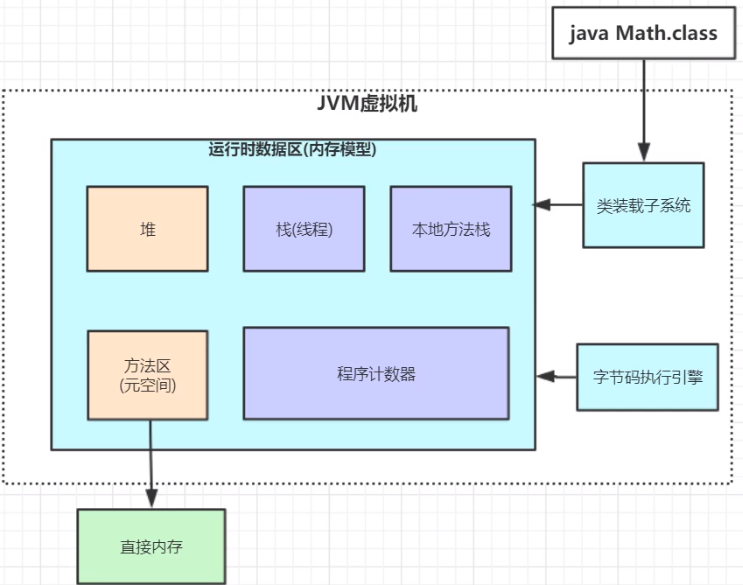 java Math.class
JVM虚拟机
运行时数据区(内存模型)
堆
栈(线程)
本地方法栈
类装载子系统
方法区
(元空间)
程序计数器
字节码执行引擎
直接内存